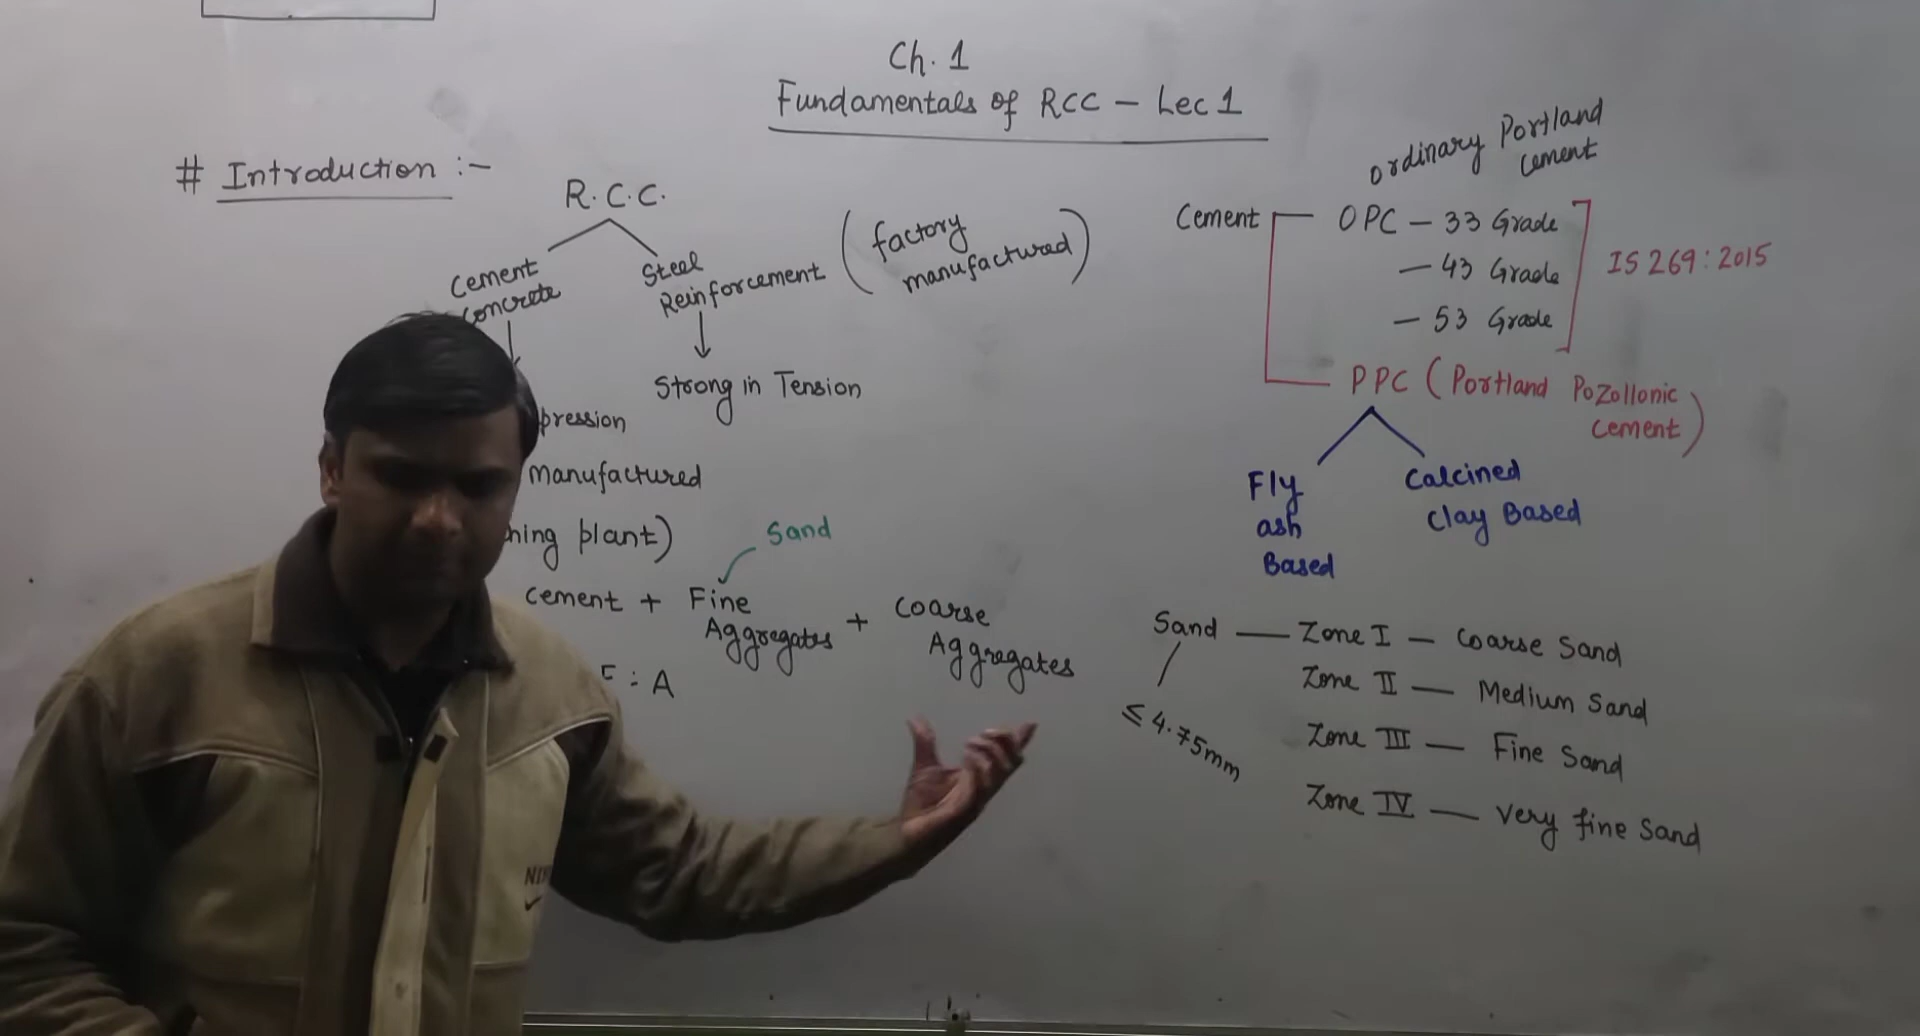 Ch. 1
Fundamentals of RCC - Lec 1
# Introduction :-
R.C.C.
Cement
Concrete
Steel
Reinforcement
(factory
manufactured)
Strong in Tension
pression
manufactured
hing plant)
Sand
cement + Fine
Aggregates
+ Coarse
Aggregates
: A
Ordinary Portland
Cement
Cement
OPC - 33 Grade
- 43 Grade
- 53 Grade
IS 269:2015
PPC (Portland Pozollonic
Cement)
Fly
ash
Based
Calcined
Clay Based
Sand — Zone I — Coarse Sand
Zone II — Medium Sand
≤ 4.75mm
Zone III — Fine Sand
Zone IV — Very fine Sand